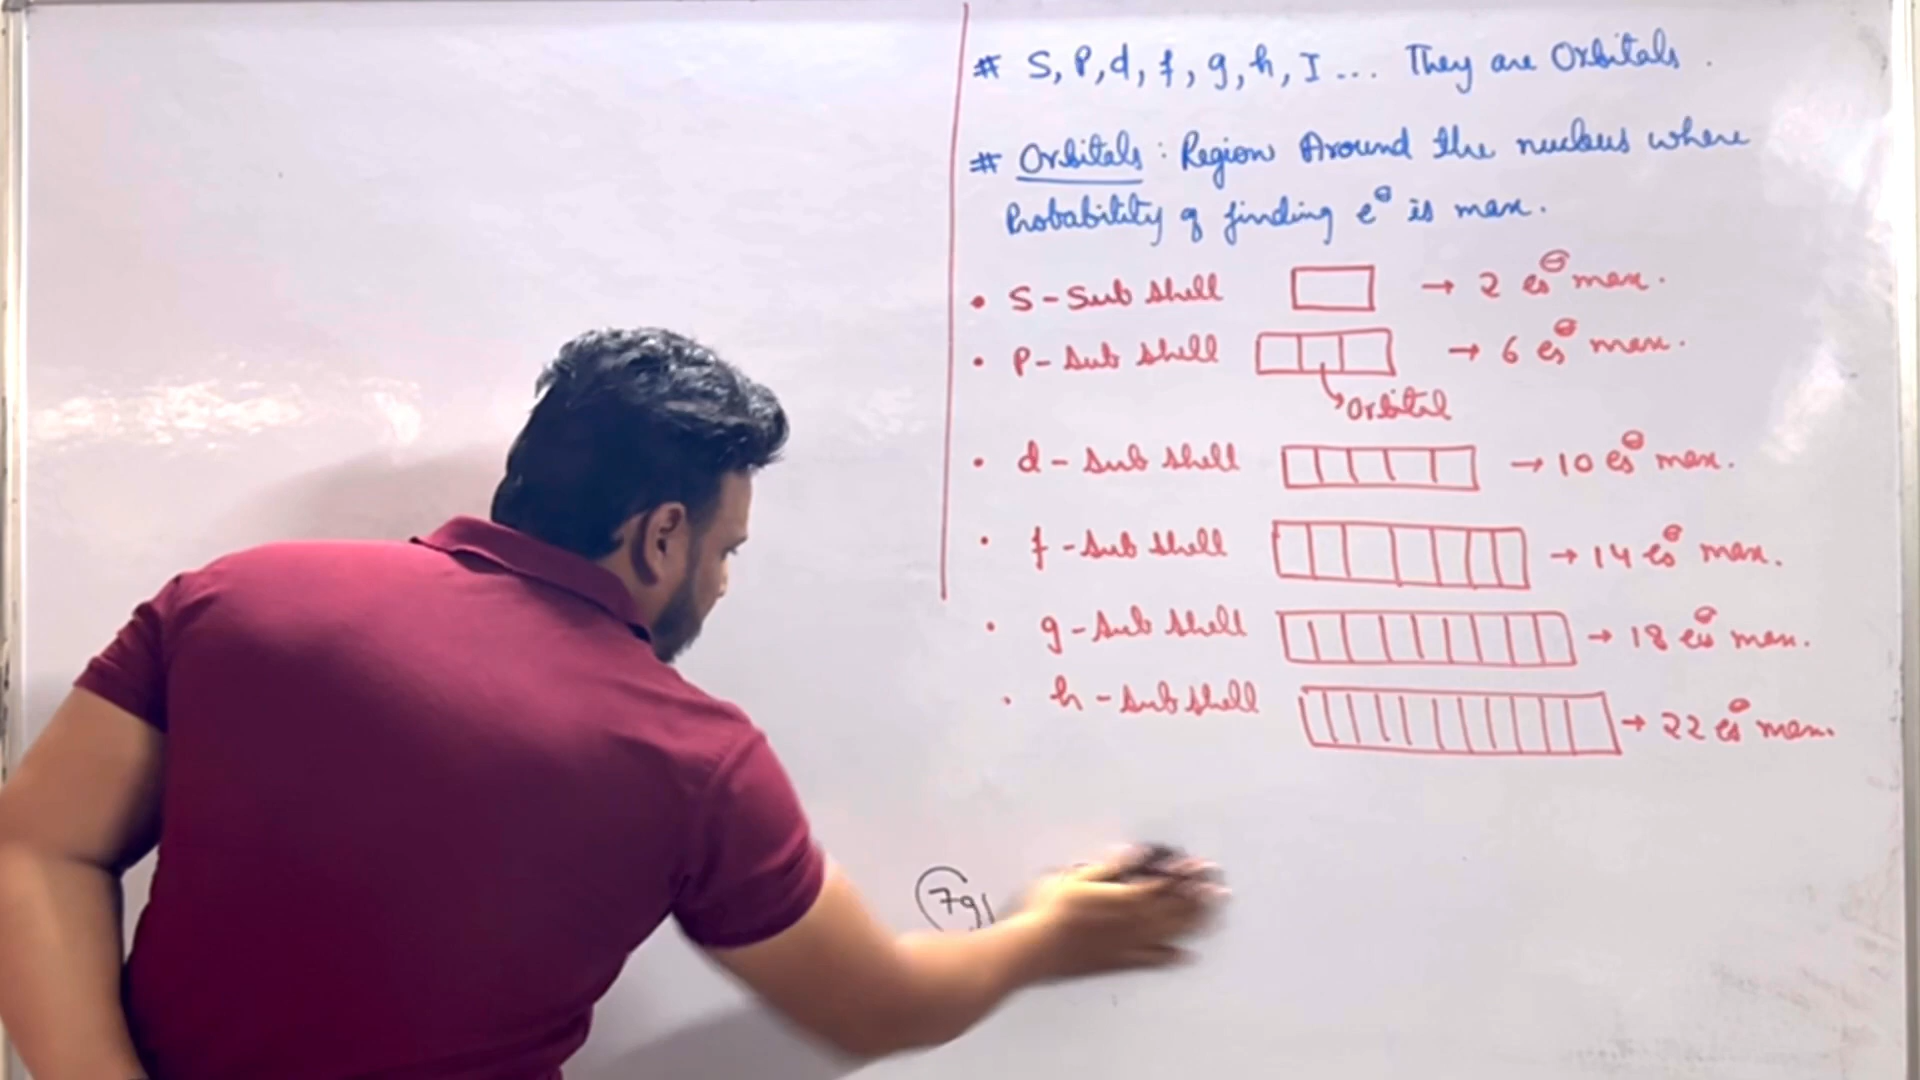 # S, P, d, f, g, h, I ... They are Orbitals.
# Orbitals : Region Around the nucleus where
Probability of finding e⊖ is max.
• S - Sub shell → 2 es⊖ max.
• P - sub shell → 6 es⊖ max.
orbital
• d - sub shell → 10 es⊖ max.
• f - sub shell → 14 es⊖ max.
• g - sub shell → 18 es⊖ max.
• h - sub shell → 22 es⊖ max.
7g